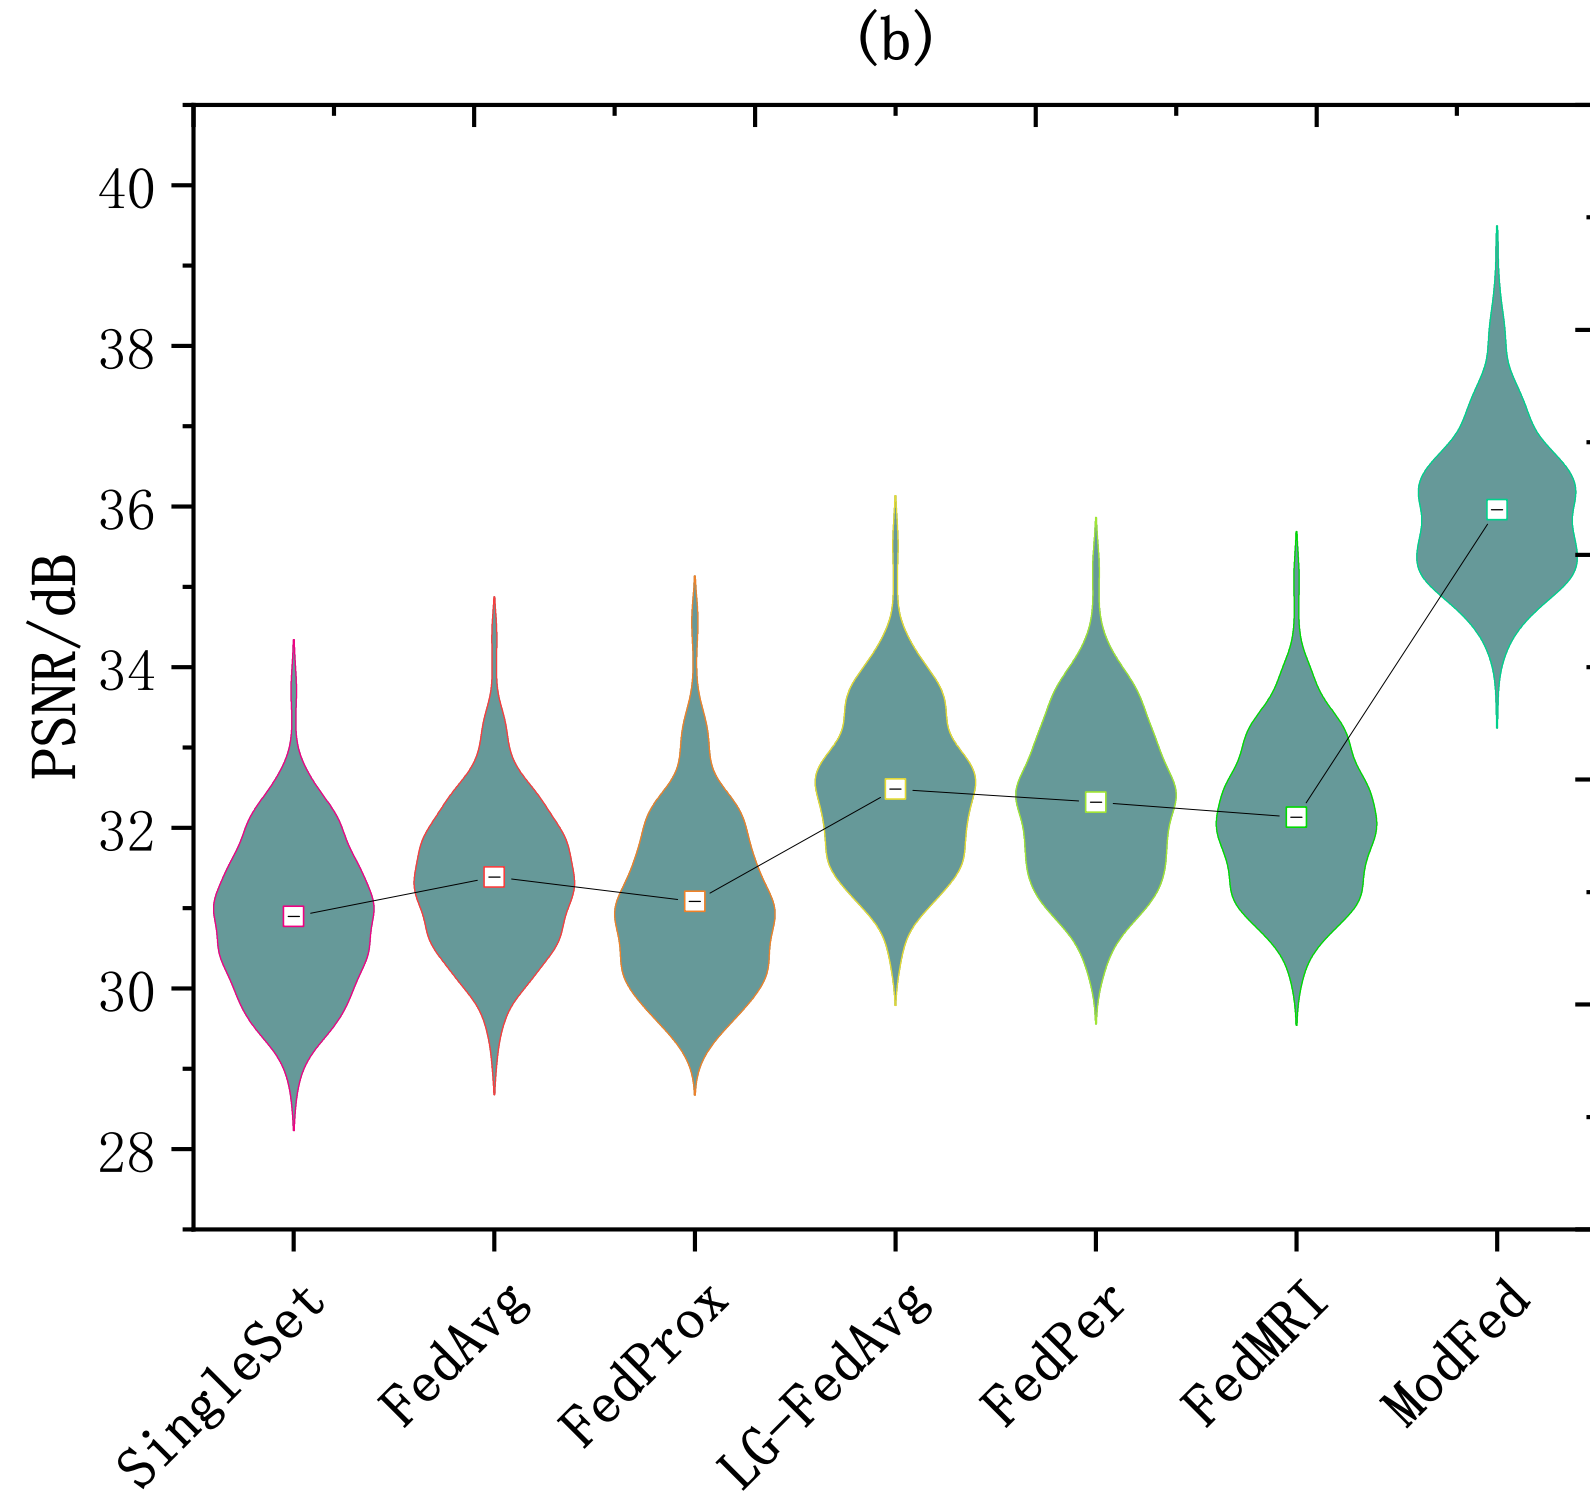 (b)
PSNR/dB
40
38
36
34
32
30
28
SingleSet
FedAvg
FedProx
LG-FedAvg
FedPer
FedMRI
ModFed